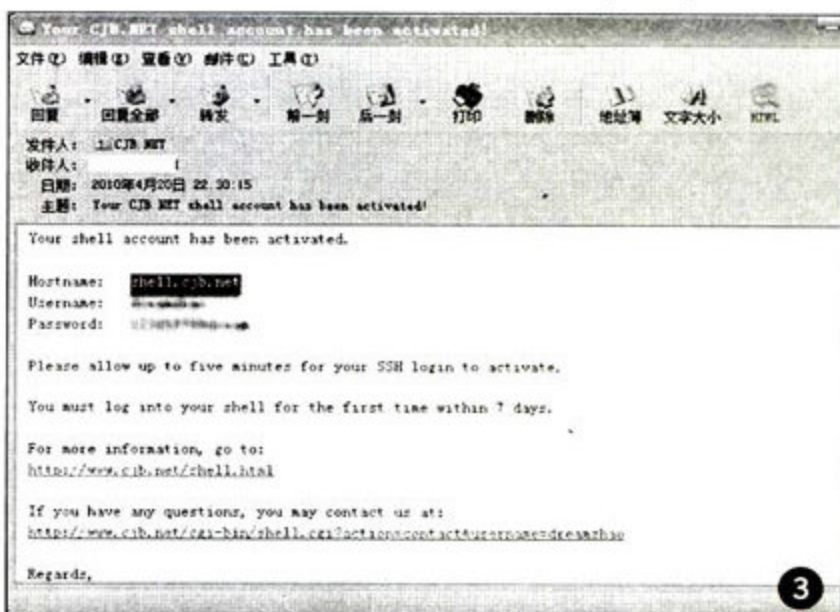 Your CJB.NET shell account has been activated!
文件(F) 编辑(E) 查看(V) 邮件(M) 工具(T)
回复 回复全部 转发 前一封 后一封 打印 删除 地址簿 文字大小 HTML
发件人: CJB.NET
收件人:
日期: 2010年4月20日 22:30:15
主题: Your CJB.NET shell account has been activated!
Your shell account has been activated.
Hostname: shell.cjb.net
Username:
Password:
Please allow up to five minutes for your SSH login to activate.
You must log into your shell for the first time within 7 days.
For more information, go to:
http://www.cjb.net/shell.html
If you have any questions, you may contact us at:
Regards,
3